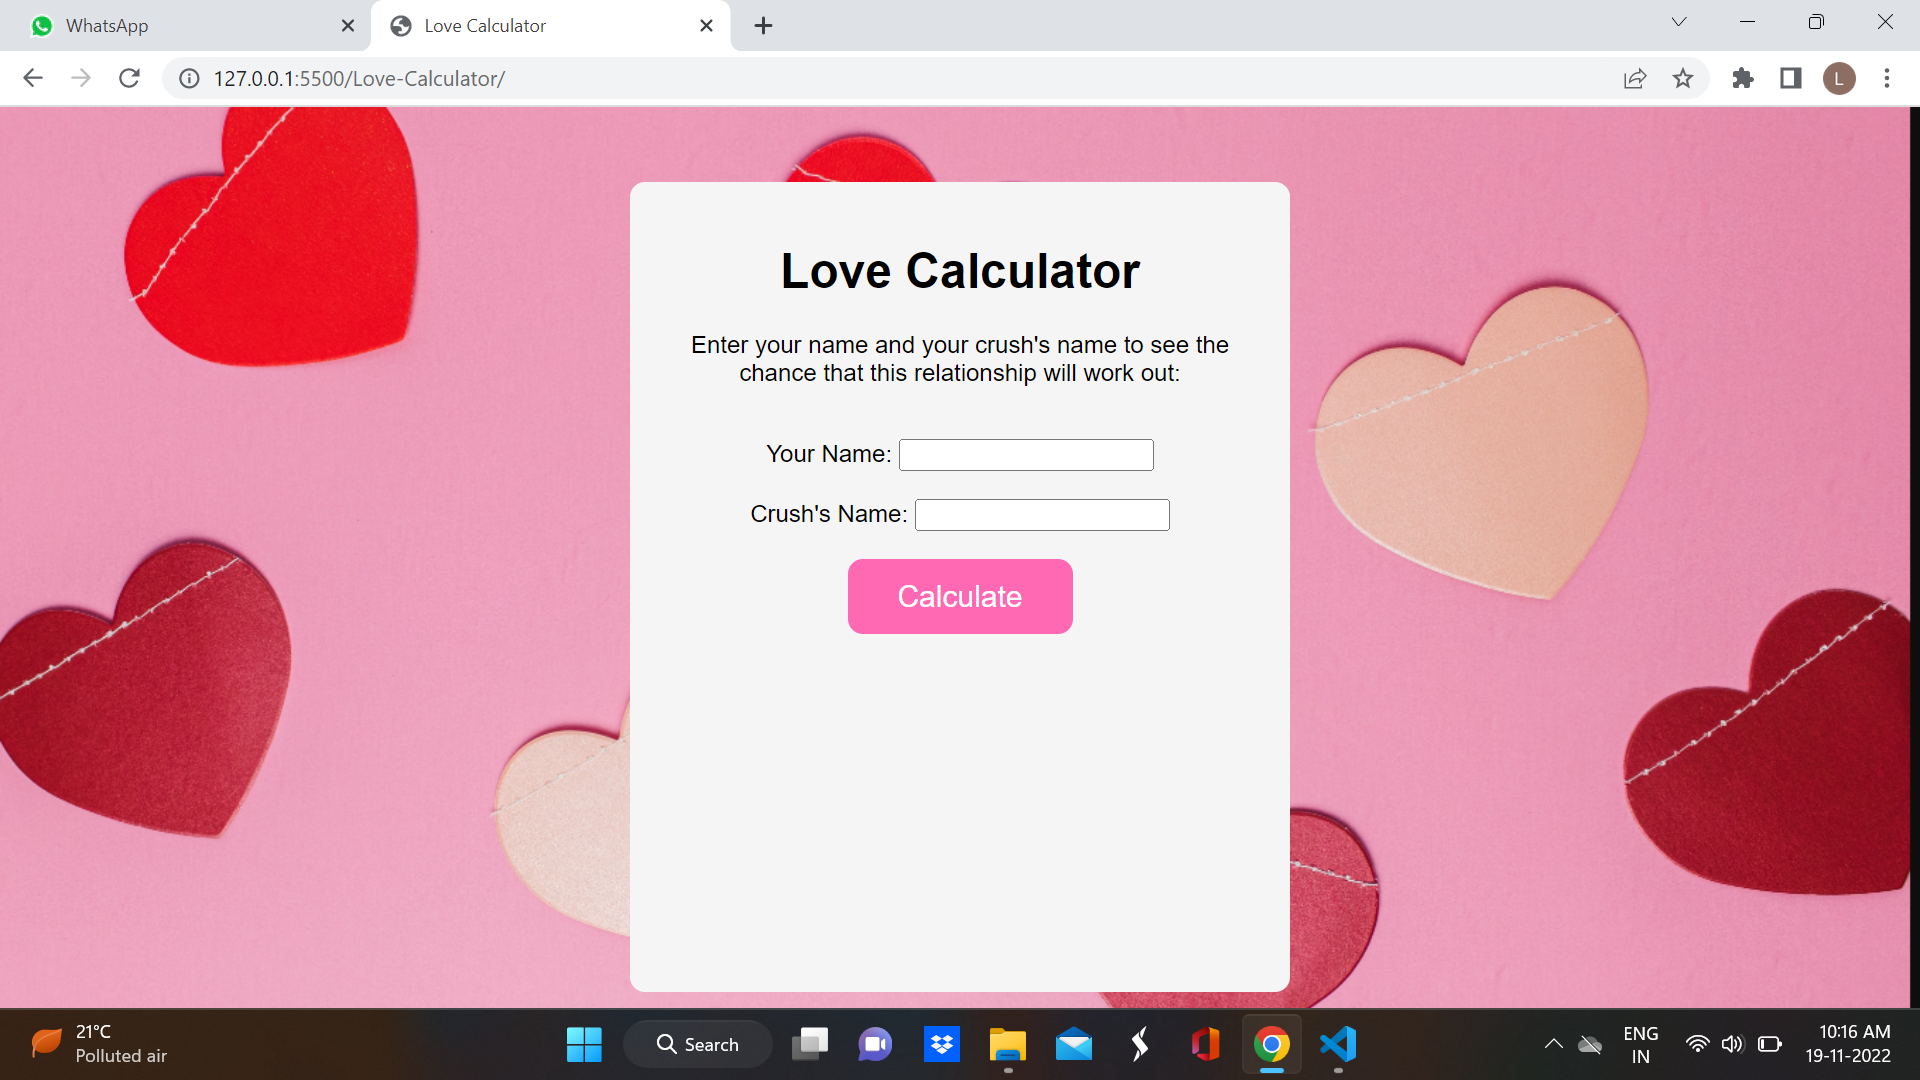 WhatsApp
Love Calculator
127.0.0.1:5500/Love-Calculator/
L
Love Calculator
Enter your name and your crush's name to see the
chance that this relationship will work out:
Your Name:
Crush's Name:
Calculate
21°C
Polluted air
Search
ENG
IN
10:16 AM
19-11-2022